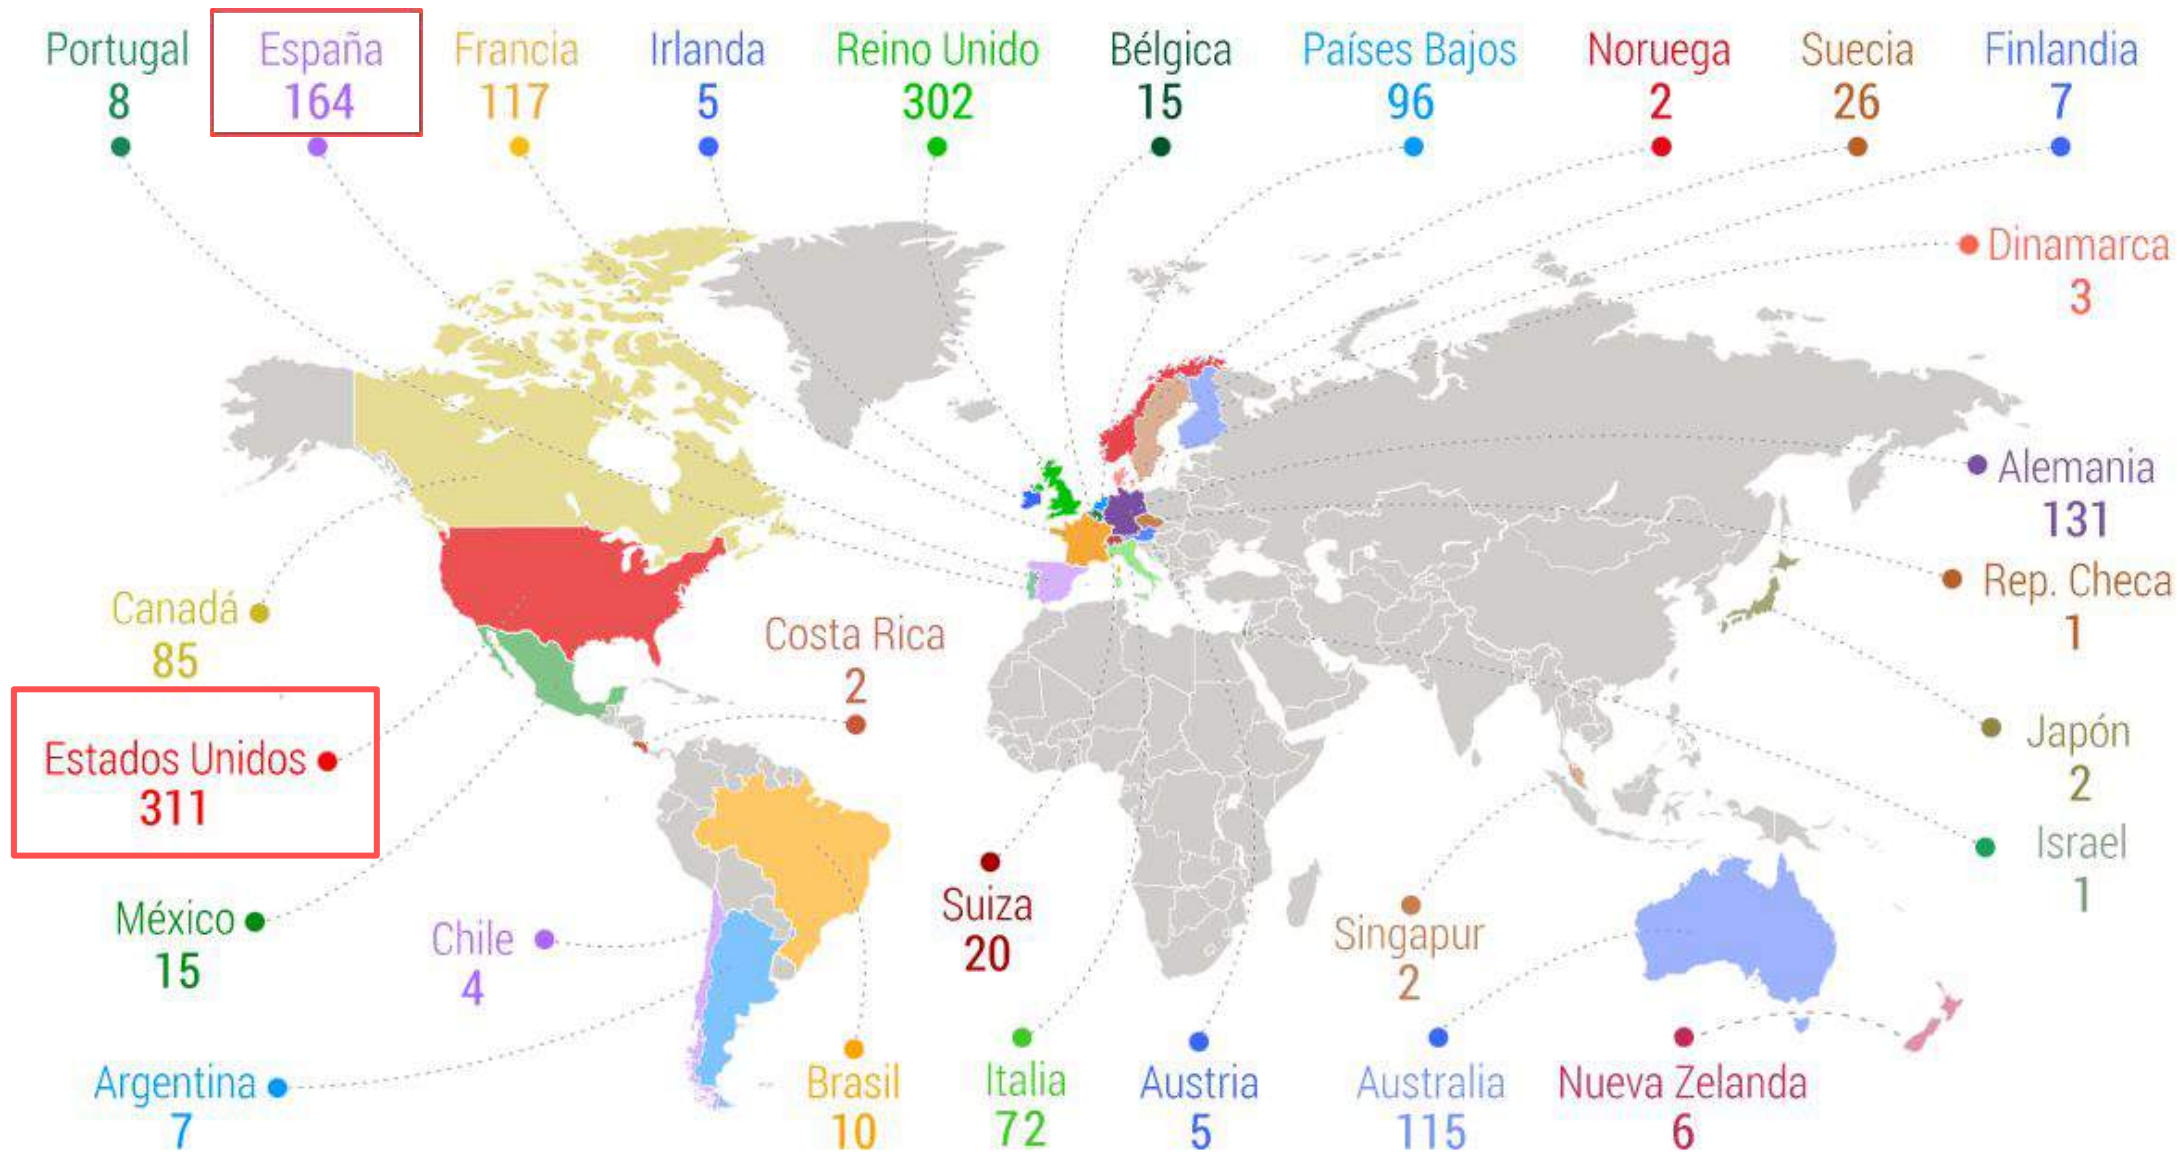 Portugal
8
España
164
Francia
117
Irlanda
5
Reino Unido
302
Bélgica
15
Países Bajos
96
Noruega
2
Suecia
26
Finlandia
7
Dinamarca
3
Alemania
131
Rep. Checa
1
Japón
2
Israel
1
Canadá
85
Costa Rica
2
Estados Unidos
311
México
15
Chile
4
Suiza
20
Singapur
2
Argentina
7
Brasil
10
Italia
72
Austria
5
Australia
115
Nueva Zelanda
6